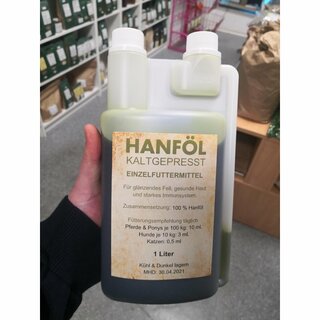 HANFÖL
KALTGEPRESST
EINZELFUTTERMITTEL
Für glänzendes Fell, gesunde Haut
und starkes Immunsystem.
Zusammensetzung: 100 % Hanföl
Fütterungsempfehlung täglich
Pferde & Ponys je 100 kg: 10 mL
Hunde je 10 kg: 3 mL
Katzen: 0,5 ml
1 Liter
Kühl & Dunkel lagern
MHD: 30.04.2021